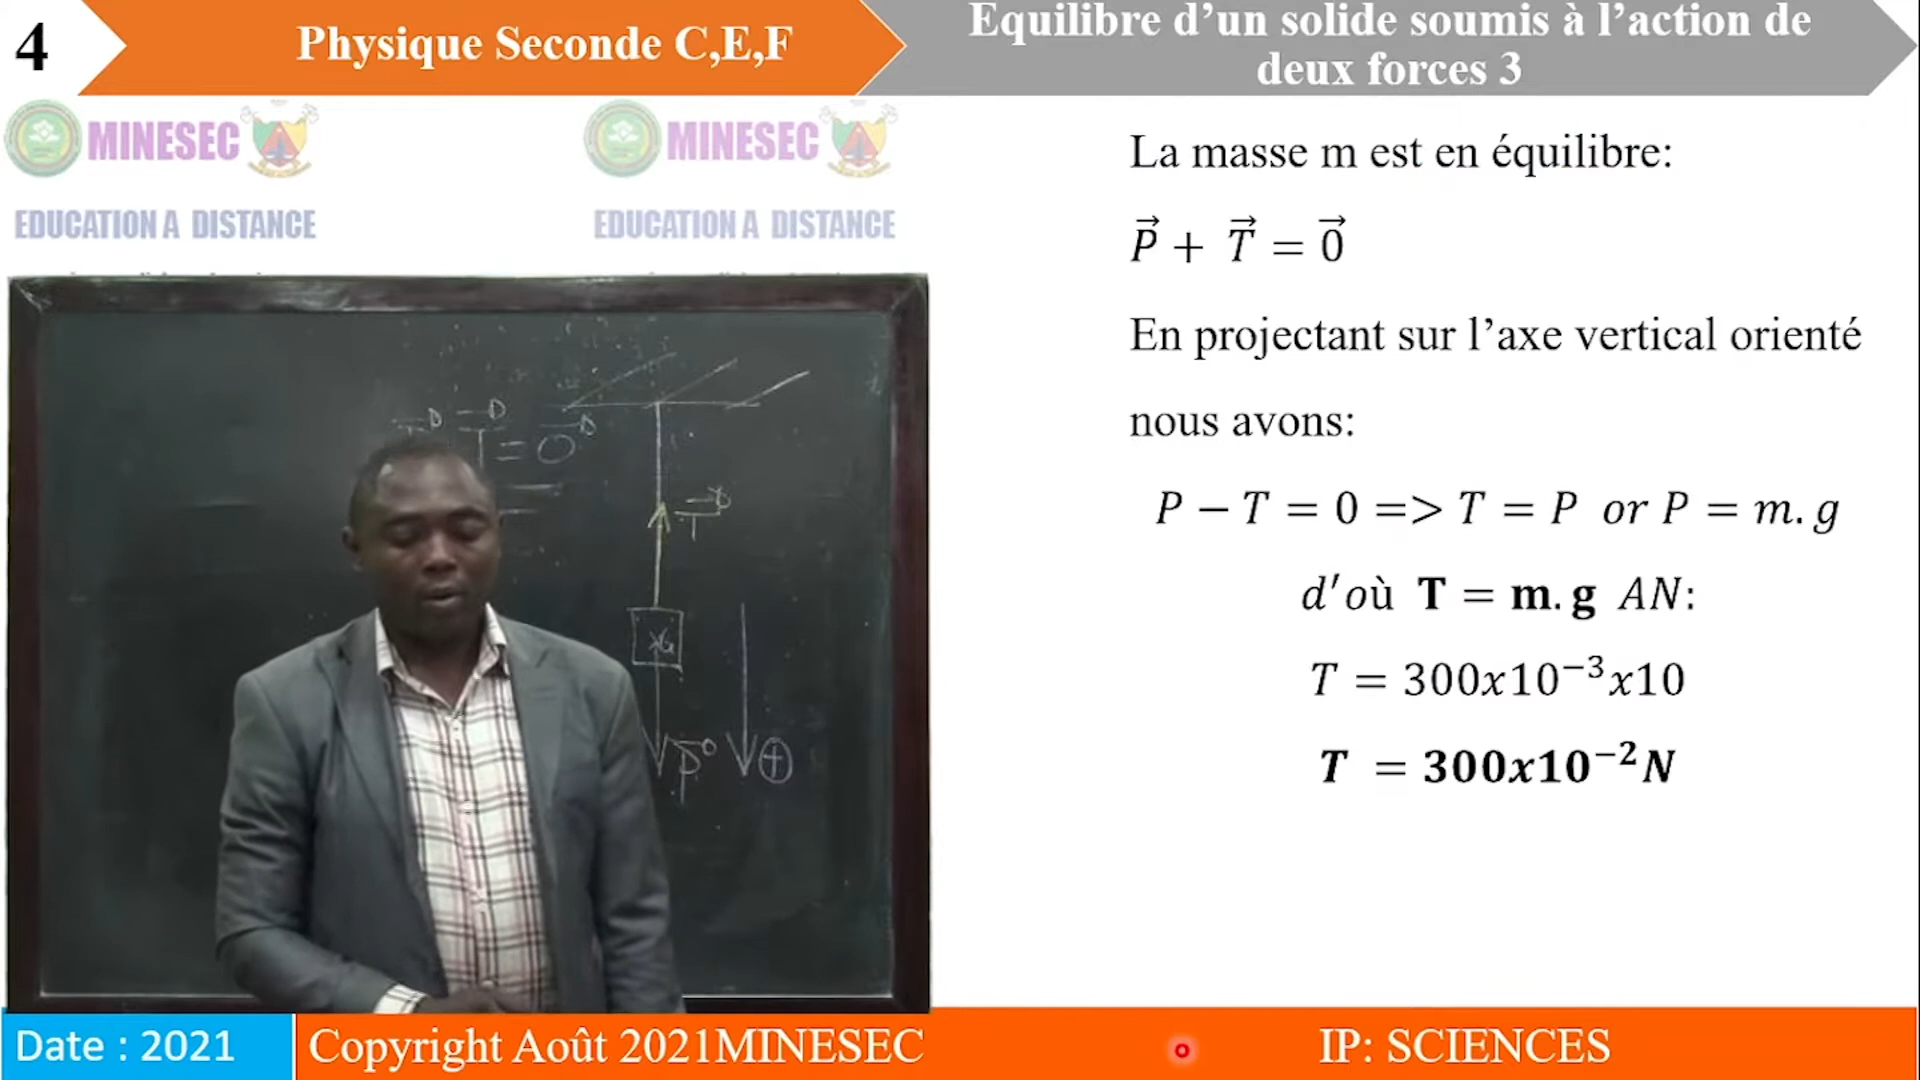 4
Physique Seconde C,E,F
Equilibre d’un solide soumis à l’action de
deux forces 3
MINESEC
MINESEC
EDUCATION A DISTANCE
EDUCATION A DISTANCE
La masse m est en équilibre:
P⃗ + T⃗ = 0⃗
En projectant sur l’axe vertical orienté
nous avons:
P − T = 0 => T = P or P = m.g
d'où T = m.g AN:
T = 300x10⁻³x10
T = 300x10⁻²N
T⃗ = 0⃗
T⃗
G
P⃗
+
Date : 2021
Copyright Août 2021MINESEC
IP: SCIENCES